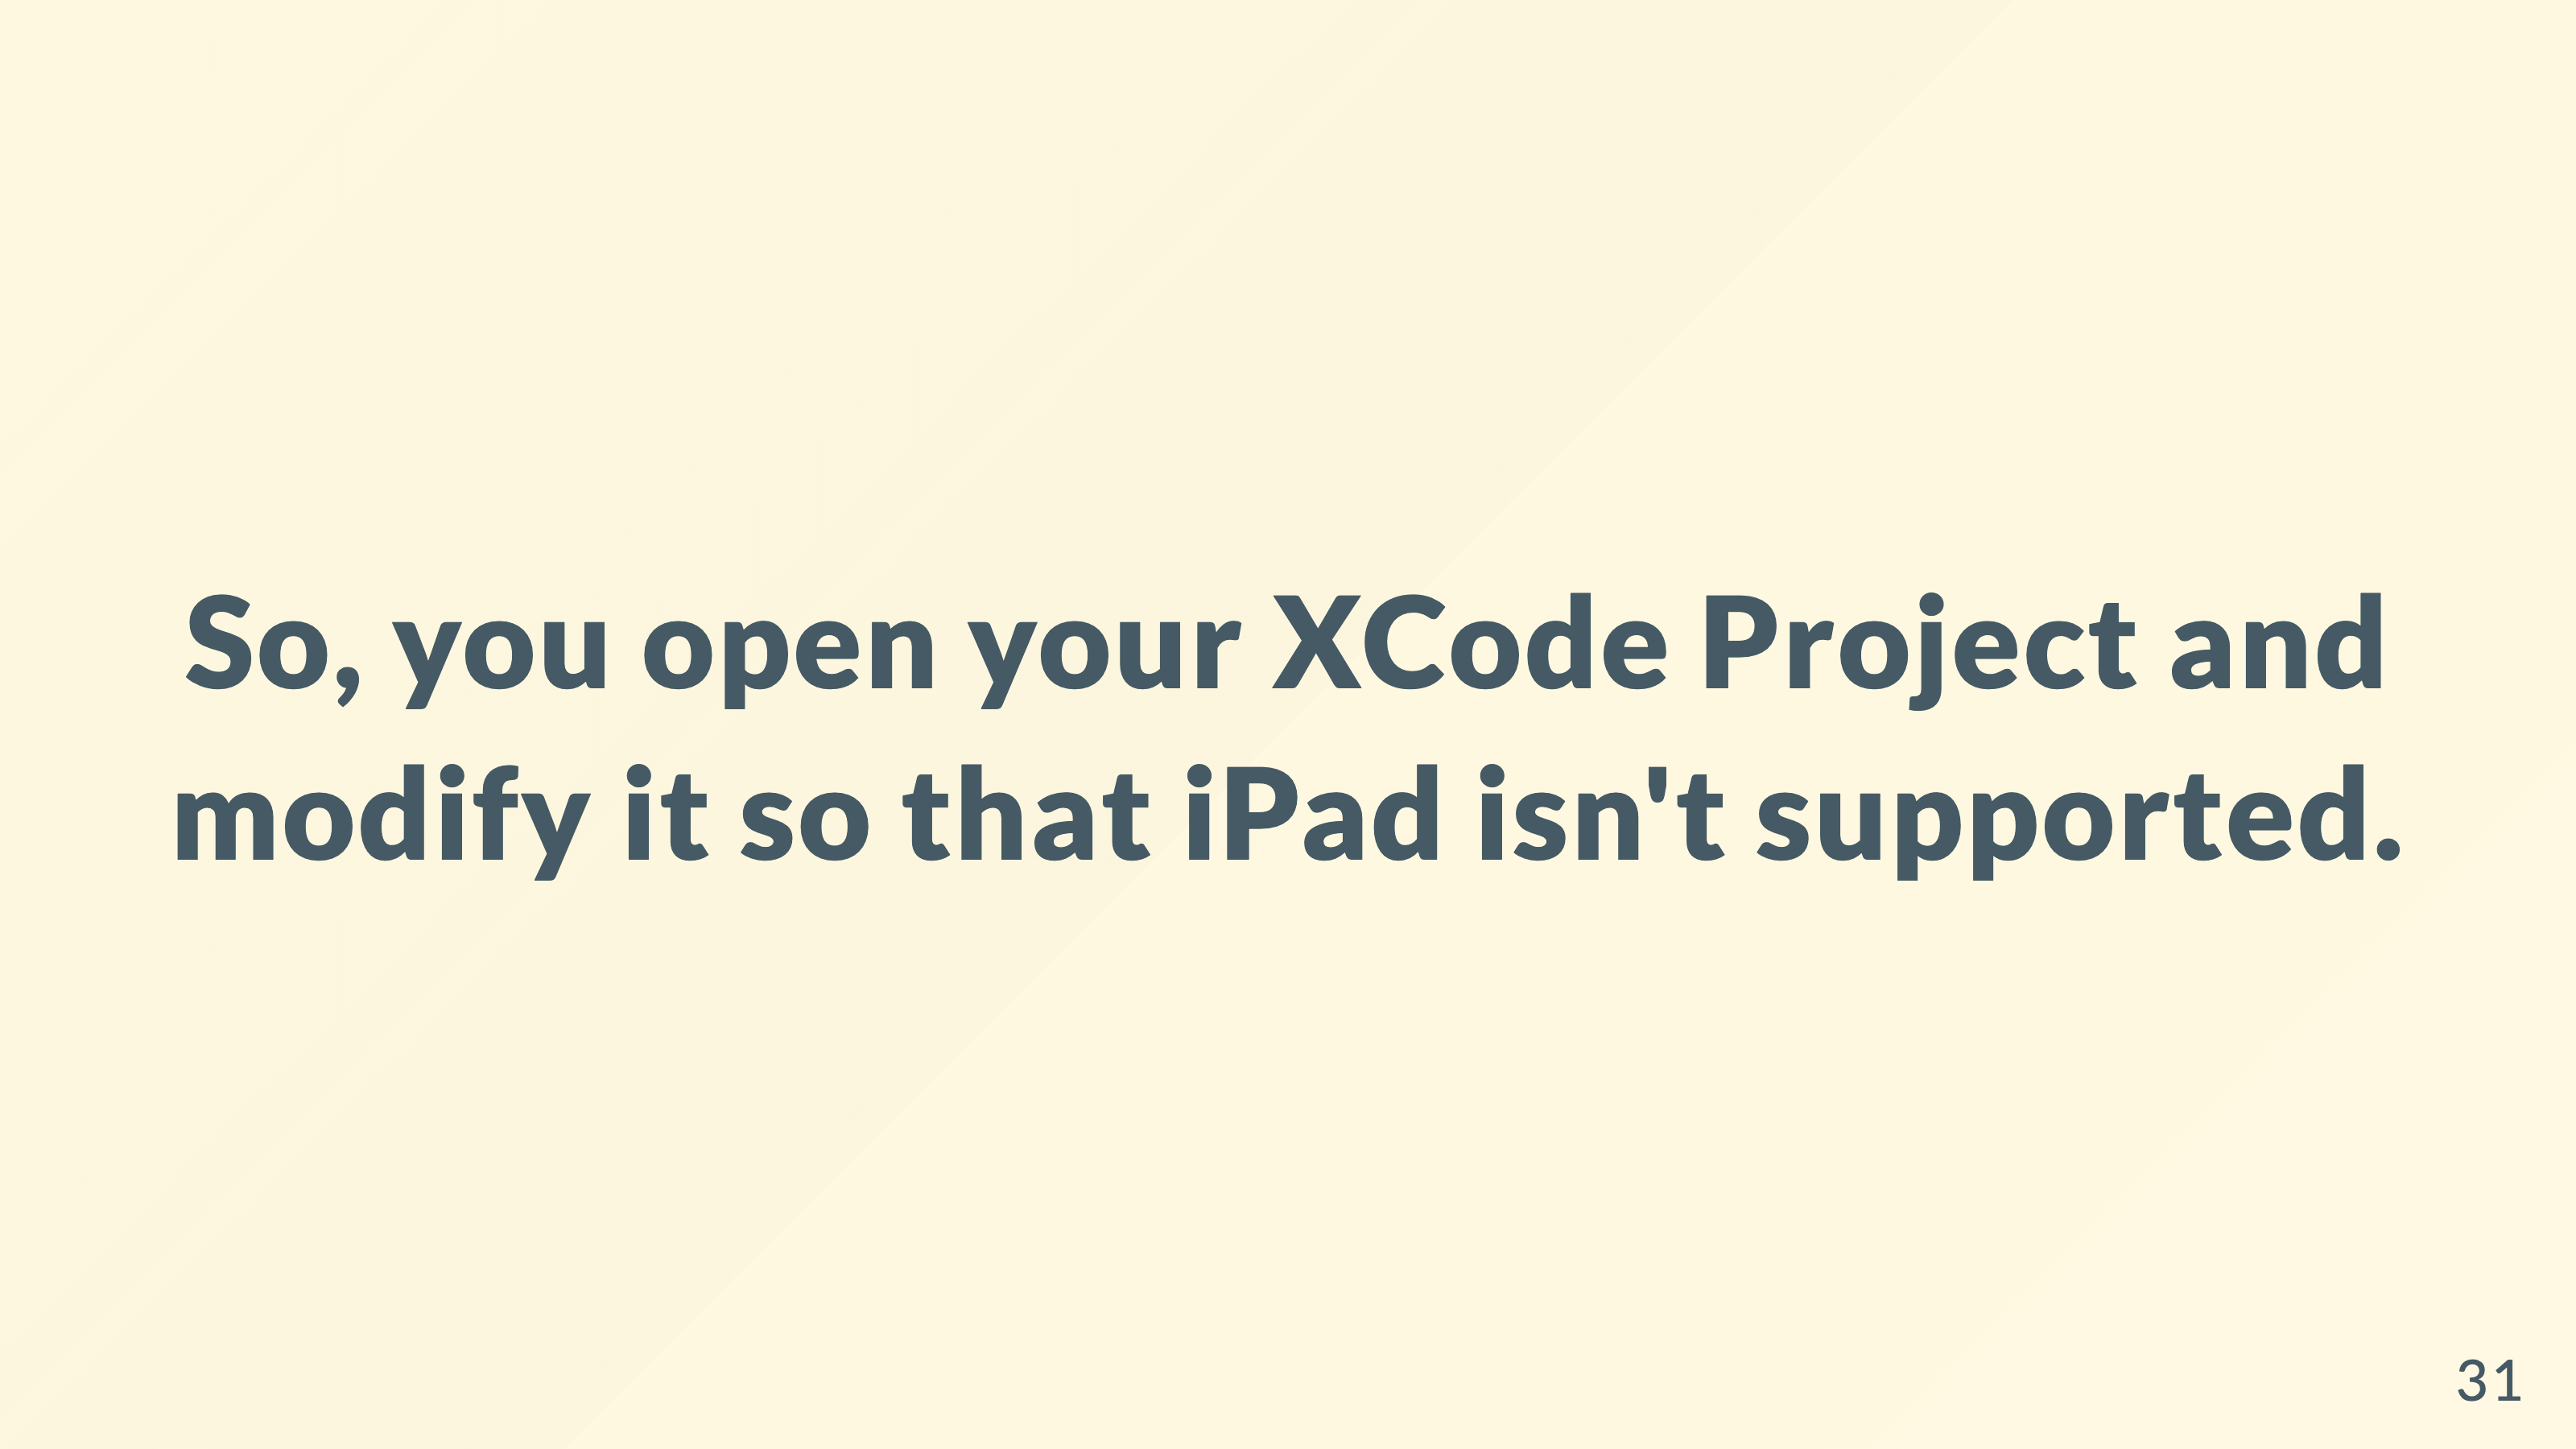 So, you open your XCode Project and
modify it so that iPad isn't supported.
31